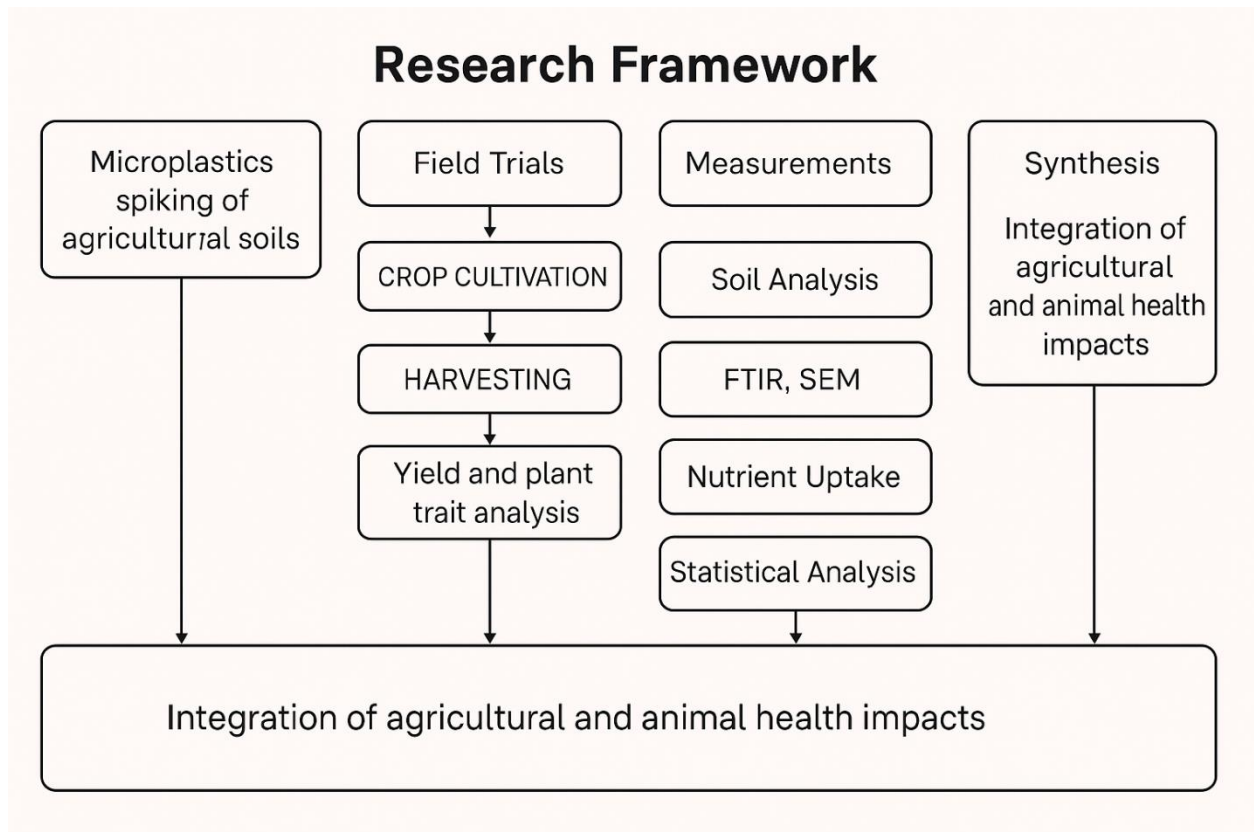 Research Framework
Microplastics
spiking of
agricultur1al soils
Field Trials
CROP CULTIVATION
HARVESTING
Yield and plant
trait analysis
Measurements
Soil Analysis
FTIR, SEM
Nutrient Uptake
Statistical Analysis
Synthesis
Integration of
agricultural
and animal health
impacts
Integration of agricultural and animal health impacts